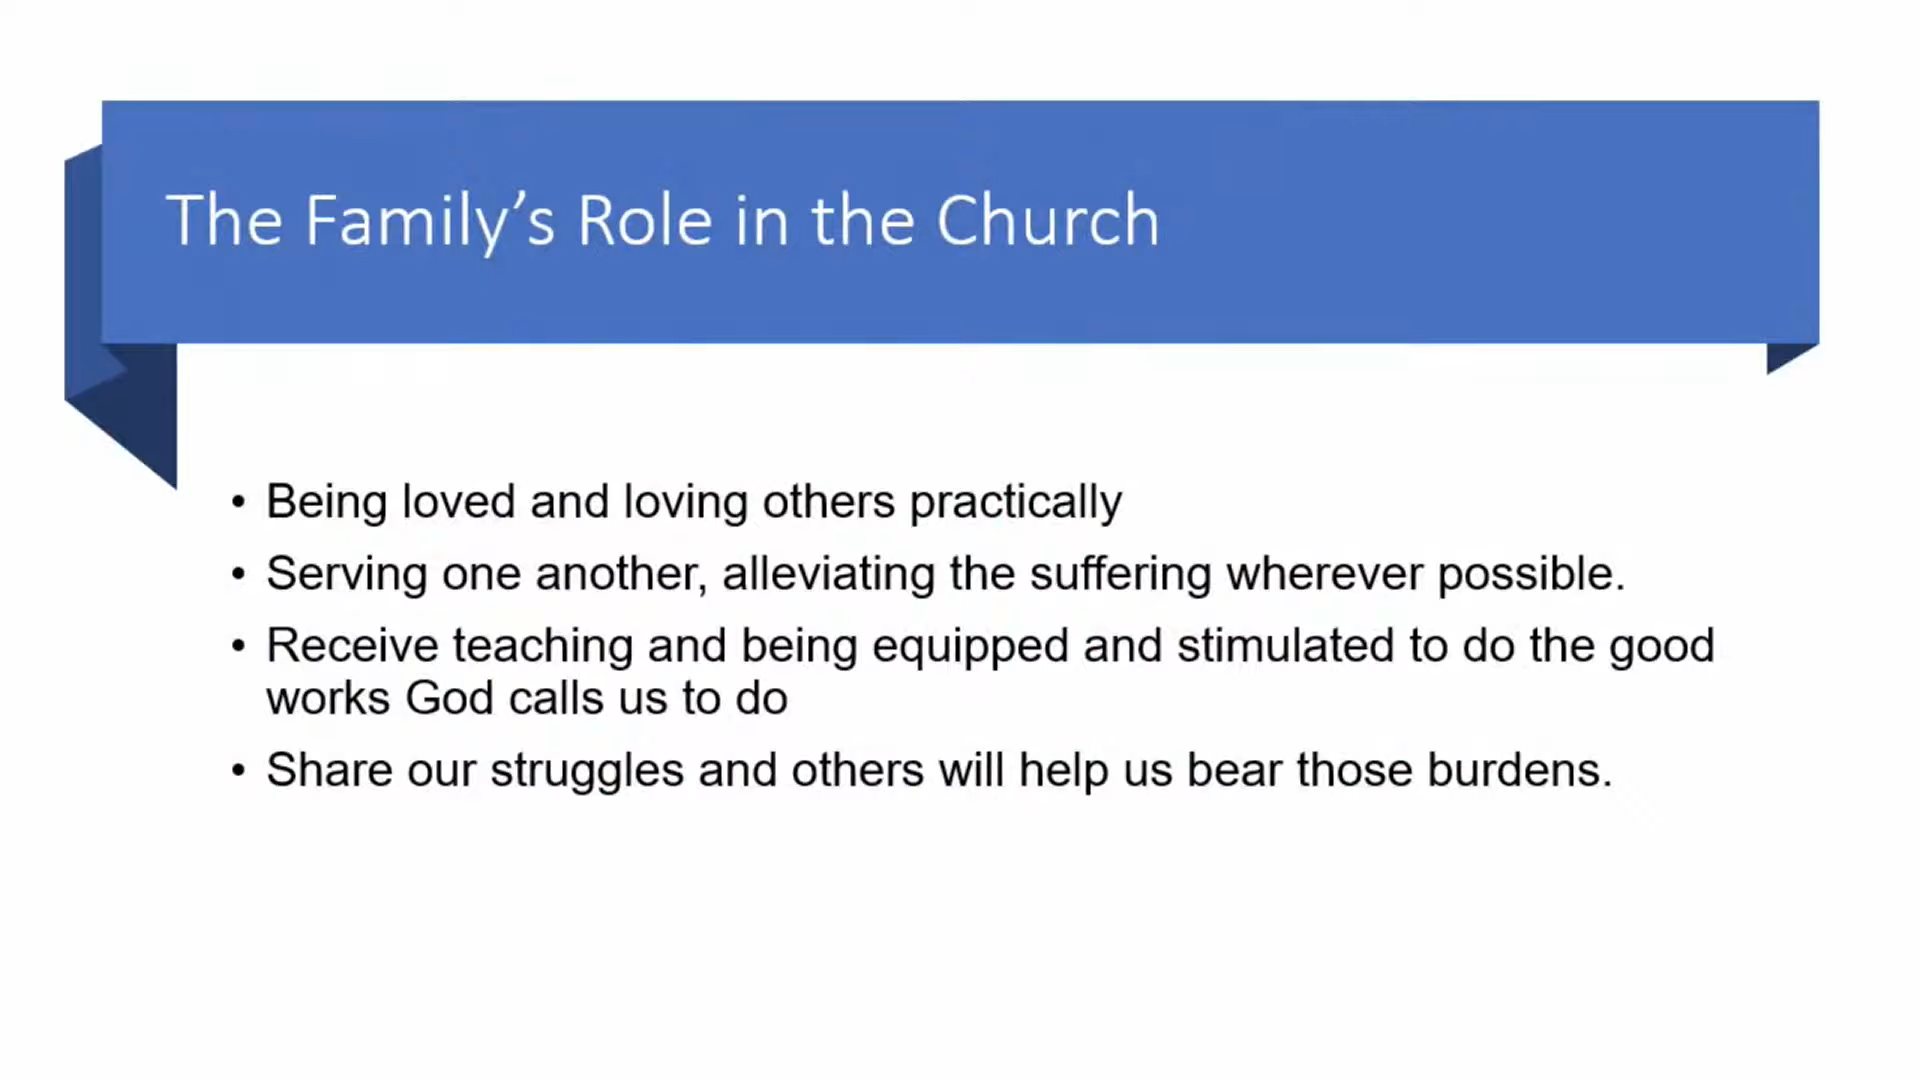 The Family’s Role in the Church
• Being loved and loving others practically
• Serving one another, alleviating the suffering wherever possible.
• Receive teaching and being equipped and stimulated to do the good
works God calls us to do
• Share our struggles and others will help us bear those burdens.